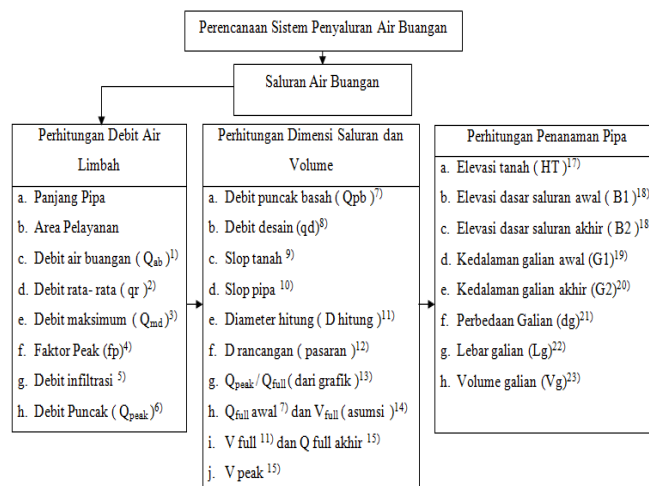 Perencanaan Sistem Penyaluran Air Buangan
Saluran Air Buangan
Perhitungan Debit Air
Limbah
a. Panjang Pipa
b. Area Pelayanan
c. Debit air buangan ( Qab )1)
d. Debit rata- rata ( qr )2)
e. Debit maksimum ( Qmd )3)
f. Faktor Peak (fp)4)
g. Debit infiltrasi 5)
h. Debit Puncak ( Qpeak)6)
Perhitungan Dimensi Saluran dan
Volume
a. Debit puncak basah ( Qpb )7)
b. Debit desain (qd)8)
c. Slop tanah 9)
d. Slop pipa 10)
e. Diameter hitung ( D hitung )11)
f. D rancangan ( pasaran )12)
g. Qpeak / Qfull ( dari grafik )13)
h. Qfull awal 7) dan Vfull ( asumsi )14)
i. V full 11) dan Q full akhir 15)
j. V peak 15)
Perhitungan Penanaman Pipa
a. Elevasi tanah ( HT )17)
b. Elevasi dasar saluran awal ( B1 )18)
c. Elevasi dasar saluran akhir ( B2 )18
d. Kedalaman galian awal (G1)19)
e. Kedalaman galian akhir (G2)20)
f. Perbedaan Galian (dg)21)
g. Lebar galian (Lg)22)
h. Volume galian (Vg)23)